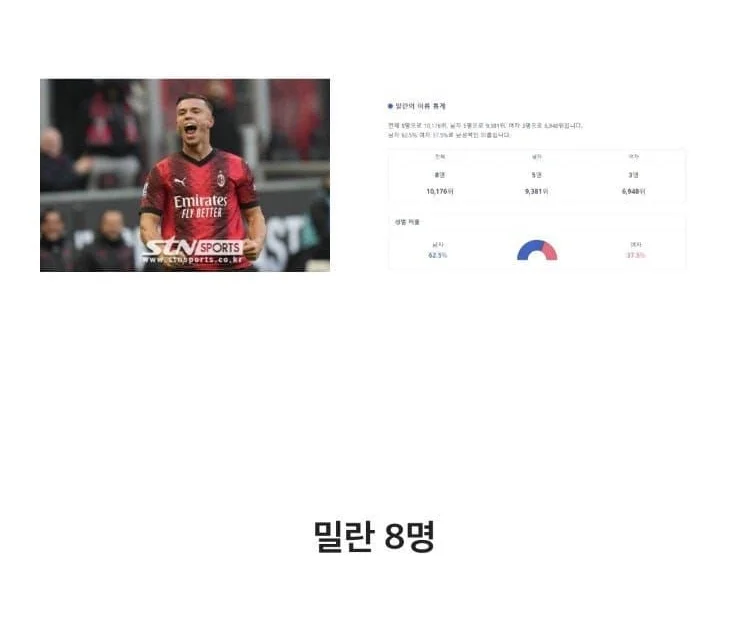 Emirates
FLY BETTER
STN SPORTS
www.stnsports.co.kr
밀란의 이름 통계
전체 8명으로 10,176위, 남자 5명으로 9,381위, 여자 3명으로 6,948위입니다.
남자 62.5% 여자 37.5%로 남성적인 이름입니다.
전체 남자 여자
8명 5명 3명
10,176위 9,381위 6,948위
성별 비율
남자 여자
62.5% 37.5%
밀란 8명